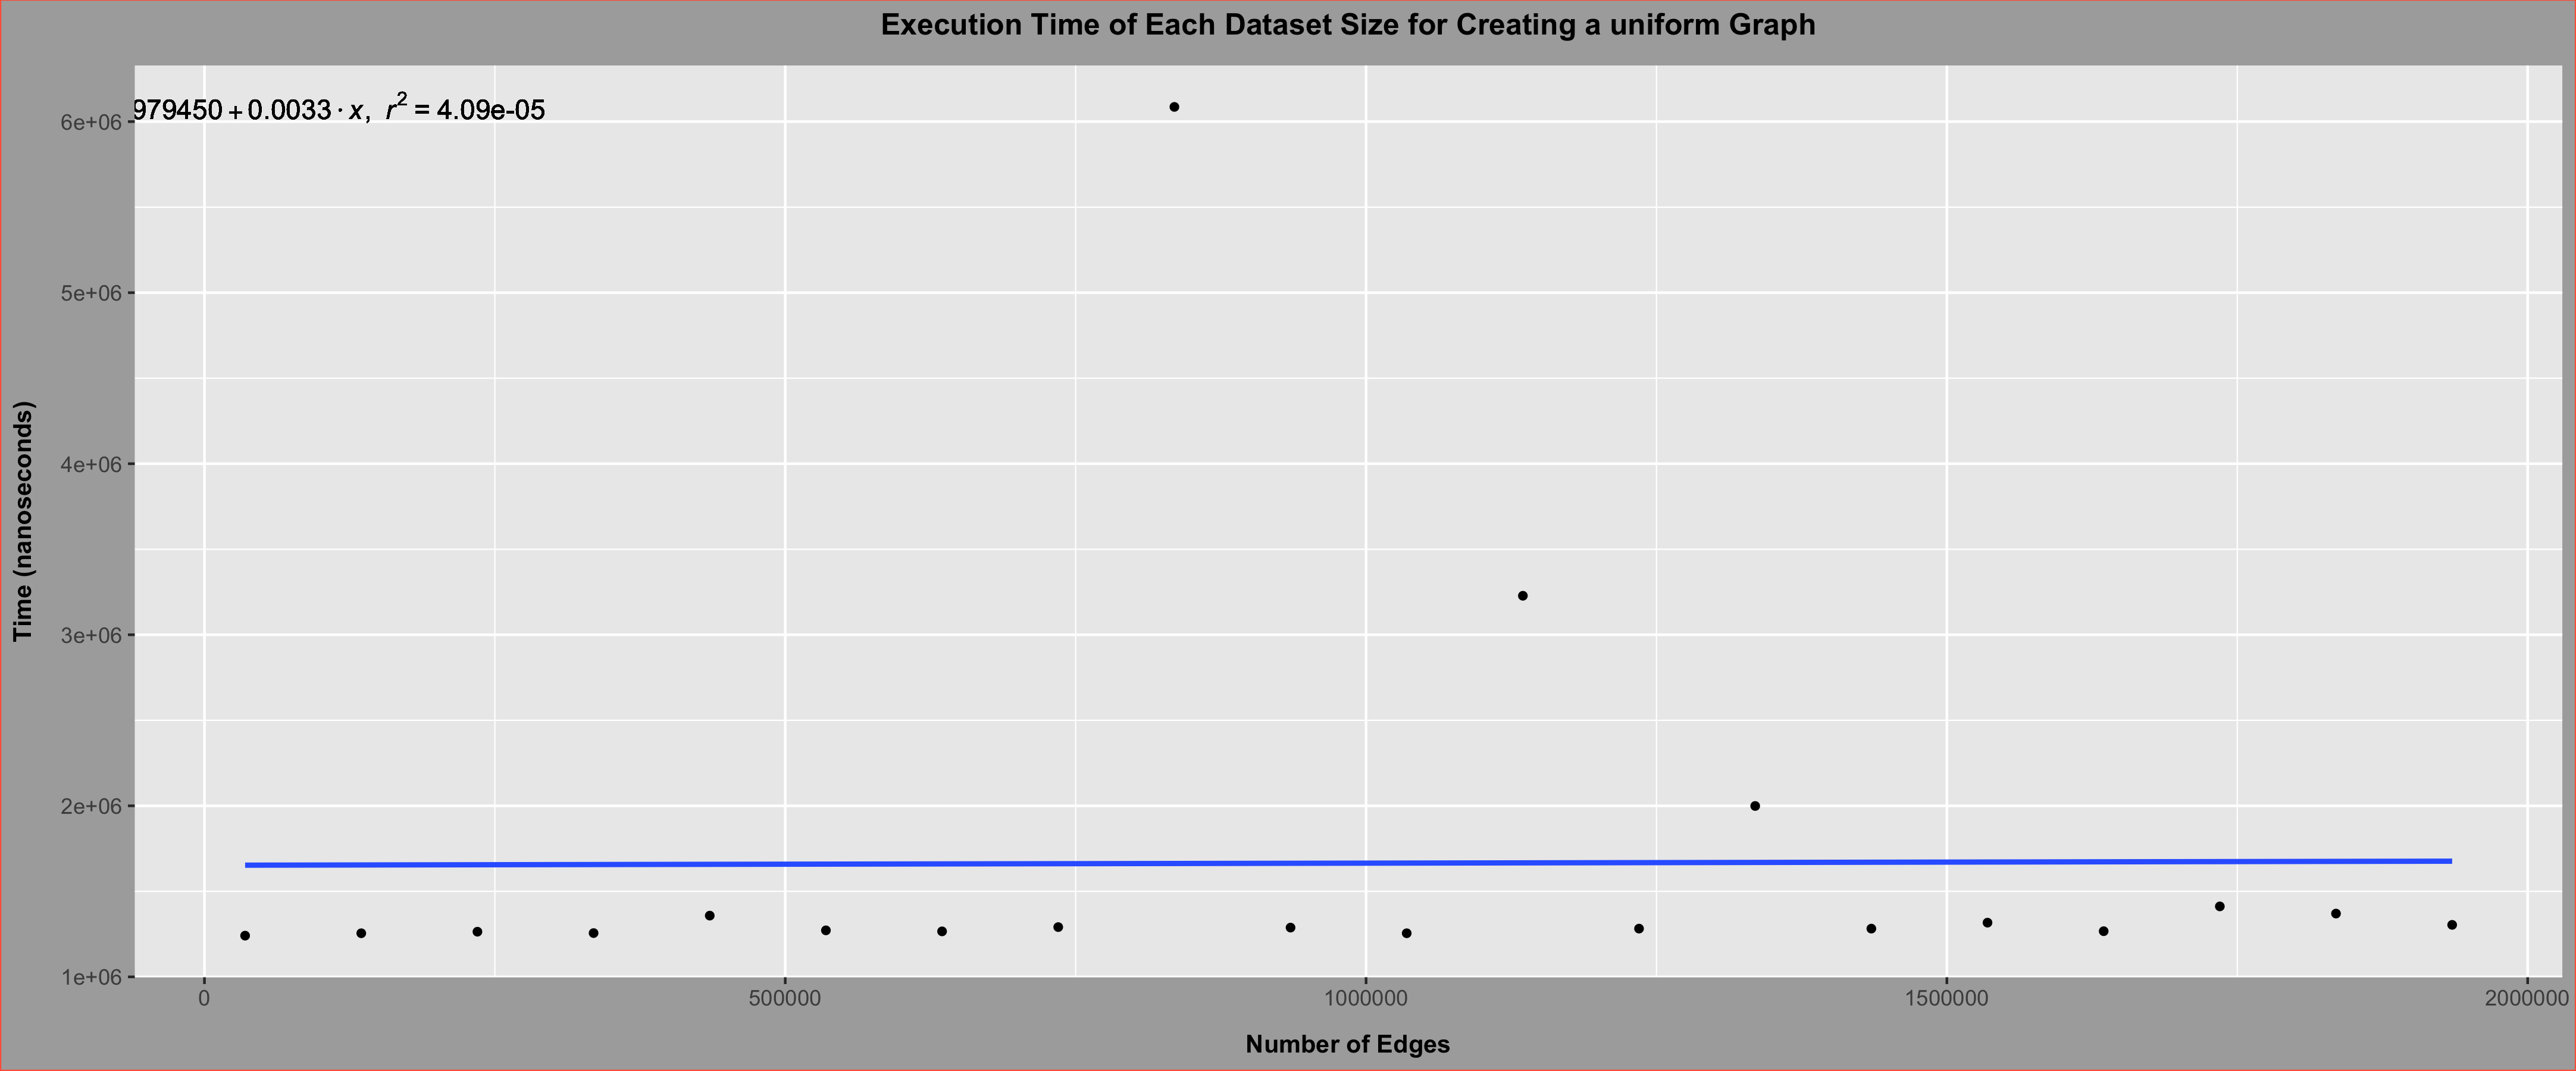 Execution Time of Each Dataset Size for Creating a uniform Graph
979450 + 0.0033 · x, r² = 4.09e-05
6e+06
5e+06
4e+06
3e+06
2e+06
1e+06
Time (nanoseconds)
0 500000 1000000 1500000 2000000
Number of Edges